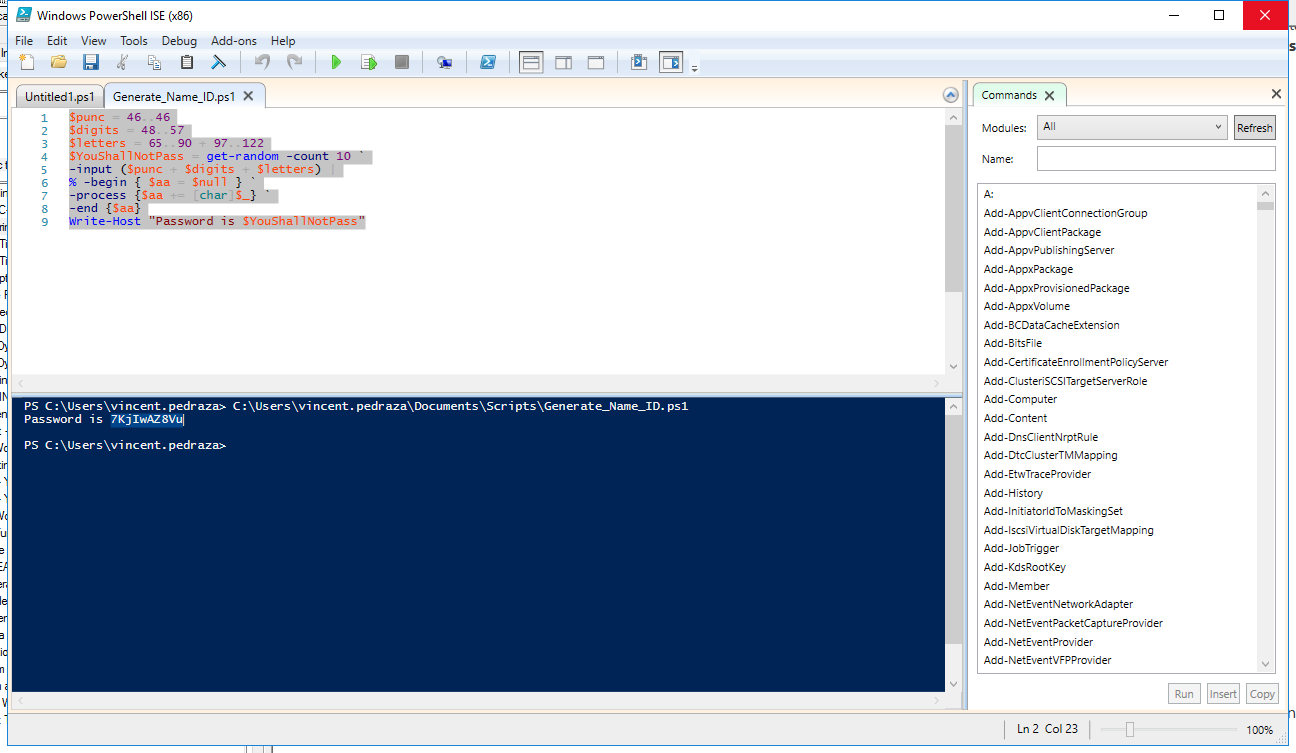 Windows PowerShell ISE (x86)
File Edit View Tools Debug Add-ons Help
Untitled1.ps1 Generate_Name_ID.ps1
1 $punc = 46..46
2 $digits = 48..57
3 $letters = 65..90 + 97..122
4 $YouShallNotPass = get-random -count 10 `
5 -input ($punc + $digits + $letters) |
6 % -begin { $aa = $null } `
7 -process {$aa += [char]$_} `
8 -end {$aa}
9 Write-Host "Password is $YouShallNotPass"
PS C:\Users\vincent.pedraza> C:\Users\vincent.pedraza\Documents\Scripts\Generate_Name_ID.ps1
Password is 7KjIwAZ8Vu
PS C:\Users\vincent.pedraza>
Commands
Modules: All Refresh
Name:
A:
Add-AppvClientConnectionGroup
Add-AppvClientPackage
Add-AppvPublishingServer
Add-AppxPackage
Add-AppxProvisionedPackage
Add-AppxVolume
Add-BCDataCacheExtension
Add-BitsFile
Add-CertificateEnrollmentPolicyServer
Add-ClusteriSCSITargetServerRole
Add-Computer
Add-Content
Add-DnsClientNrptRule
Add-DtcClusterTMMapping
Add-EtwTraceProvider
Add-History
Add-InitiatorIdToMaskingSet
Add-IscsiVirtualDiskTargetMapping
Add-JobTrigger
Add-KdsRootKey
Add-Member
Add-NetEventNetworkAdapter
Add-NetEventPacketCaptureProvider
Add-NetEventProvider
Add-NetEventVFPProvider
Run Insert Copy
Ln 2 Col 23 100%